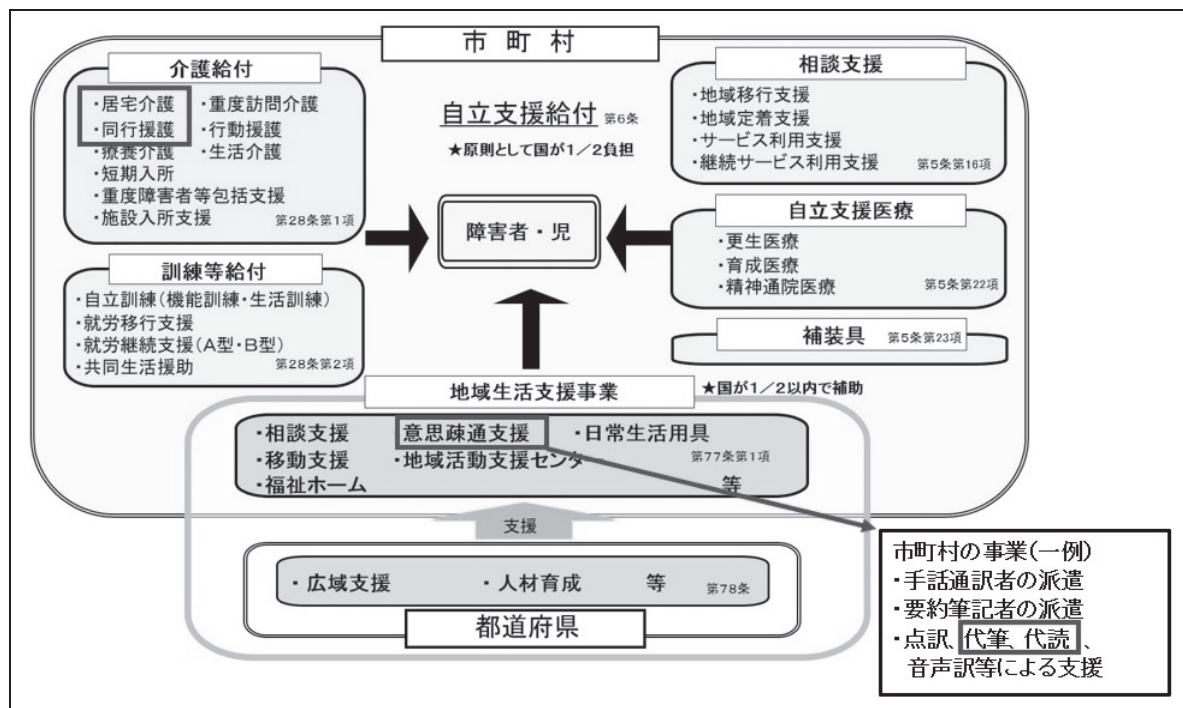 市町村
介護給付
・居宅介護 ・重度訪問介護
・同行援護 ・行動援護
・療養介護 ・生活介護
・短期入所
・重度障害者等包括支援
・施設入所支援 第28条第1項
訓練等給付
・自立訓練(機能訓練・生活訓練)
・就労移行支援
・就労継続支援(A型・B型)
・共同生活援助 第28条第2項
自立支援給付 第6条
★原則として国が1/2負担
障害者・児
相談支援
・地域移行支援
・地域定着支援
・サービス利用支援
・継続サービス利用支援 第5条第16項
自立支援医療
・更生医療
・育成医療
・精神通院医療 第5条第22項
補装具 第5条第23項
地域生活支援事業 ★国が1/2以内で補助
・相談支援 意思疎通支援 ・日常生活用具
・移動支援 ・地域活動支援センター 第77条第1項
・福祉ホーム 等
支援
・広域支援 ・人材育成 等 第78条
都道府県
市町村の事業(一例)
・手話通訳者の派遣
・要約筆記者の派遣
・点訳、代筆、代読、
音声訳等による支援